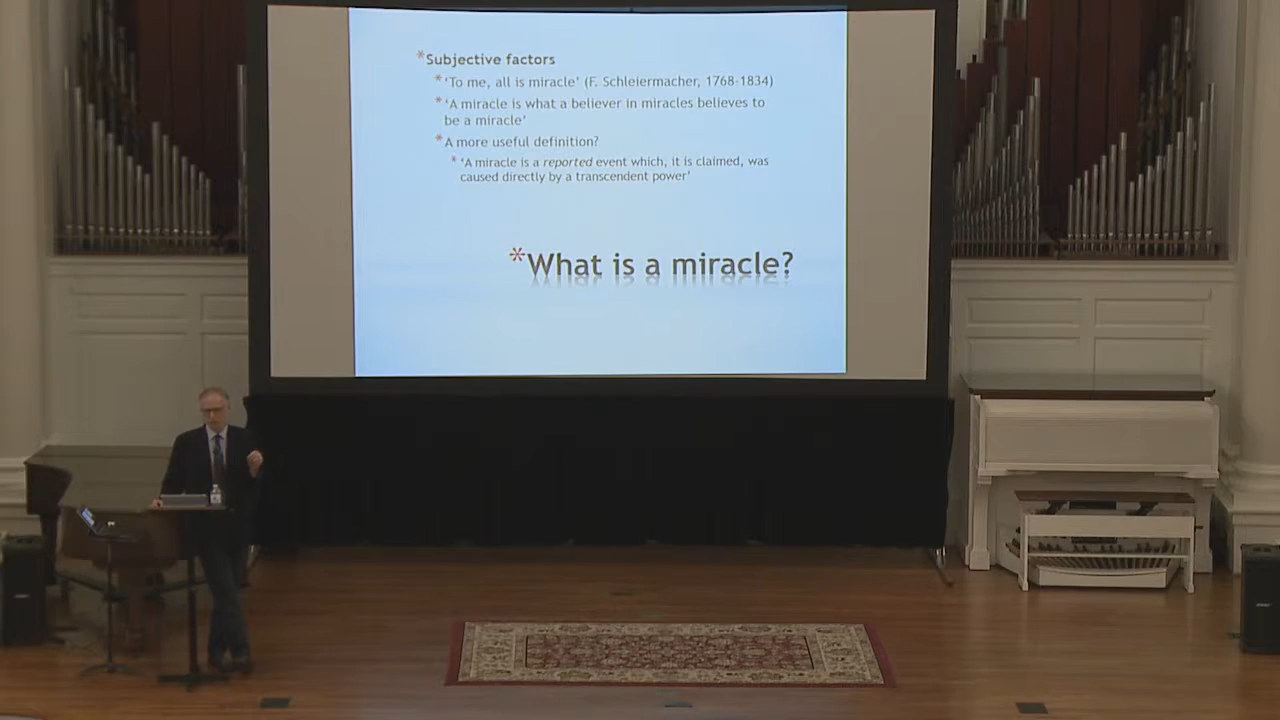 *Subjective factors
*‘To me, all is miracle’ (F. Schleiermacher, 1768-1834)
*‘A miracle is what a believer in miracles believes to
be a miracle’
*A more useful definition?
*‘A miracle is a reported event which, it is claimed, was
caused directly by a transcendent power’
*What is a miracle?